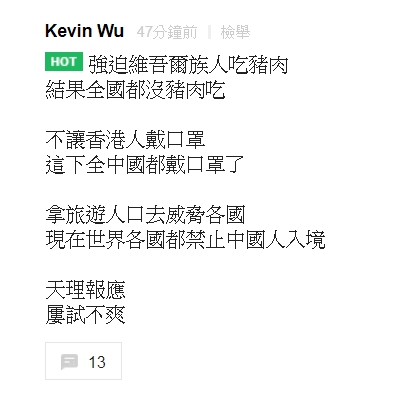 Kevin Wu 47分鐘前 | 檢舉
HOT 強迫維吾爾族人吃豬肉
結果全國都沒豬肉吃
不讓香港人戴口罩
這下全中國都戴口罩了
拿旅遊人口去威脅各國
現在世界各國都禁止中國人入境
天理報應
屢試不爽
13